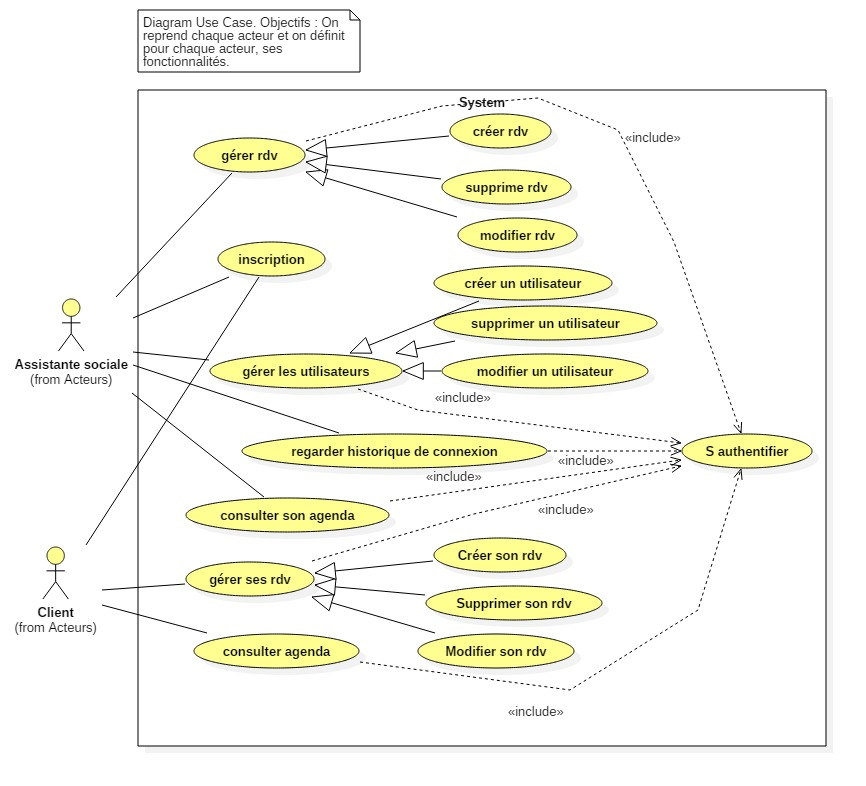 Diagram Use Case. Objectifs : On
reprend chaque acteur et on définit
pour chaque acteur, ses
fonctionnalités.
System
créer rdv
«include»
gérer rdv
supprime rdv
modifier rdv
inscription
créer un utilisateur
supprimer un utilisateur
Assistante sociale
(from Acteurs)
gérer les utilisateurs
modifier un utilisateur
«include»
regarder historique de connexion
S authentifier
«include»
«include»
consulter son agenda
«include»
Créer son rdv
gérer ses rdv
Supprimer son rdv
Client
(from Acteurs)
consulter agenda
Modifier son rdv
«include»